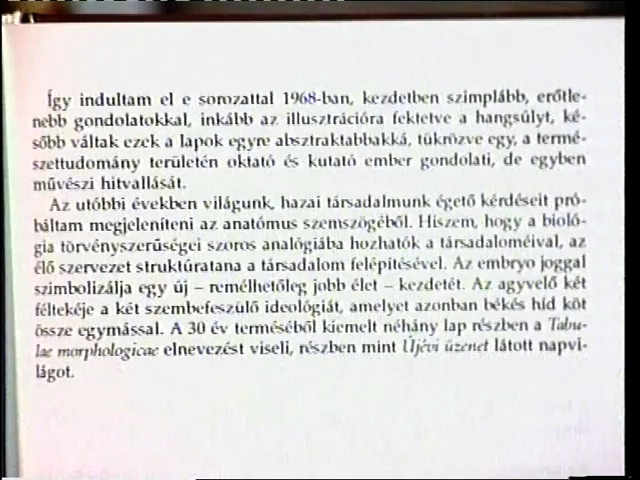 Így indultam el e sorozattal 1968-ban, kezdetben szimplább, erőtle-
nebb gondolatokkal, inkább az illusztrációra fektetve a hangsúlyt, ké-
sőbb váltak ezek a lapok egyre absztraktabbakká, tükrözve egy, a termé-
szettudomány területén oktató és kutató ember gondolati, de egyben
művészi hitvallását.
Az utóbbi években világunk, hazai társadalmunk égető kérdéseit pró-
báltam megjeleníteni az anatómus szemszögéből. Hiszem, hogy a bioló-
gia törvényszerűségei szoros analógiába hozhatók a társadaloméival, az
élő szervezet struktúratana a társadalom felépítésével. Az embryo joggal
szimbolizálja egy új – remélhetőleg jobb élet – kezdetét. Az agyvelő két
féltekéje a két szembefeszülő ideológiát, amelyet azonban békés híd köt
össze egymással. A 30 év terméséből kiemelt néhány lap részben a Tabu-
lae morphologicae elnevezést viseli, részben mint Újévi üzenet látott napvi-
lágot.